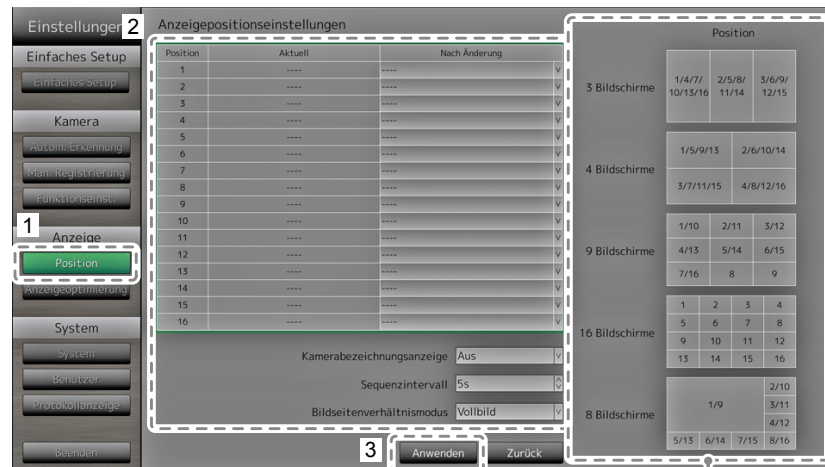 Einstellungen
2
Anzeigepositionseinstellungen
Einfaches Setup
Einfaches Setup
Kamera
Autom. Erkennung
Man. Registrierung
Funktionseinst.
1
Anzeige
Position
Anzeigeoptimierung
System
System
Benutzer
Protokollanzeige
Beenden
Position Aktuell Nach Änderung
1 ---- ---- v
2 ---- ---- v
3 ---- ---- v
4 ---- ---- v
5 ---- ---- v
6 ---- ---- v
7 ---- ---- v
8 ---- ---- v
9 ---- ---- v
10 ---- ---- v
11 ---- ---- v
12 ---- ---- v
13 ---- ---- v
14 ---- ---- v
15 ---- ---- v
16 ---- ---- v
Kamerabezeichnungsanzeige Aus v
Sequenzintervall 5s
Bildseitenverhältnismodus Vollbild v
3
Anwenden
Zurück
Position
3 Bildschirme
1/4/7/ 2/5/8/ 3/6/9/
10/13/16 11/14 12/15
4 Bildschirme
1/5/9/13 2/6/10/14
3/7/11/15 4/8/12/16
9 Bildschirme
1/10 2/11 3/12
4/13 5/14 6/15
7/16 8 9
16 Bildschirme
1 2 3 4
5 6 7 8
9 10 11 12
13 14 15 16
8 Bildschirme
1/9 2/10
3/11
4/12
5/13 6/14 7/15 8/16